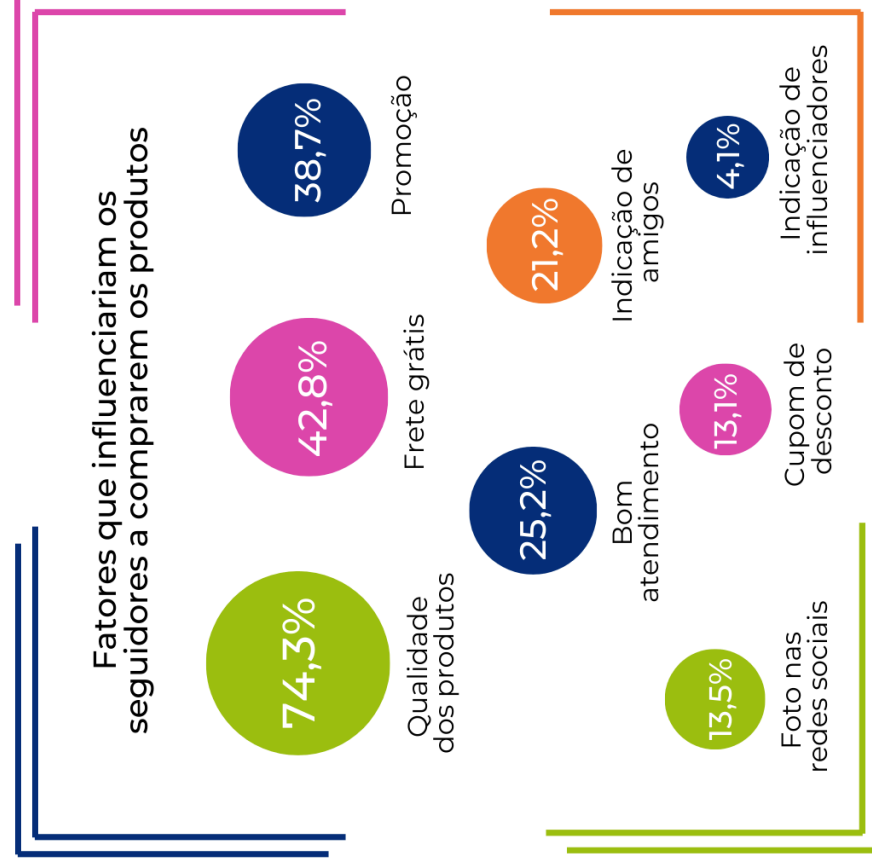 Fatores que influenciariam os
seguidores a comprarem os produtos
74,3%
Qualidade
dos produtos
42,8%
Frete grátis
38,7%
Promoção
25,2%
Bom
atendimento
21,2%
Indicação de
amigos
13,5%
Foto nas
redes sociais
13,1%
Cupom de
desconto
4,1%
Indicação de
influenciadores